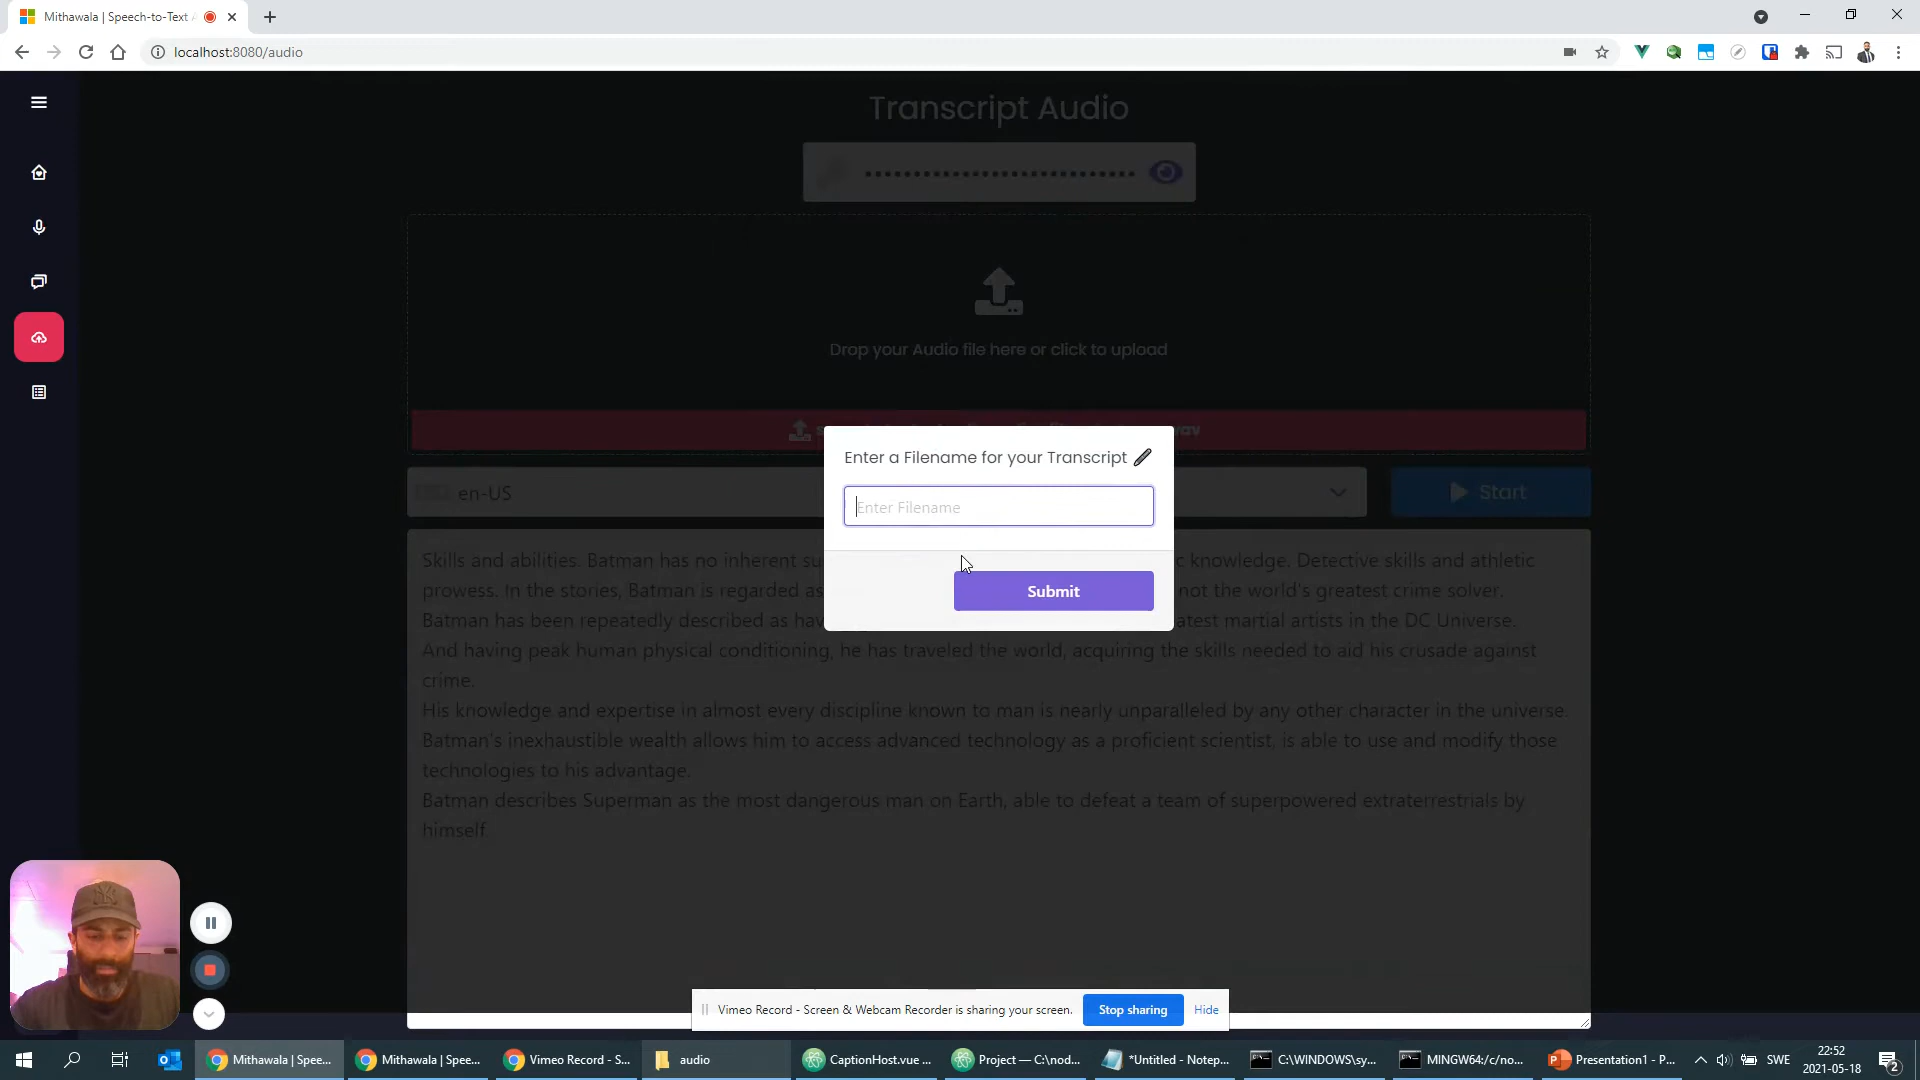 Mithawala | Speech-to-Text
localhost:8080/audio
Transcript Audio
Drop your Audio file here or click to upload
Enter a Filename for your Transcript
Enter Filename
Submit
en-US
Start
Skills and abilities. Batman has no inherent knowledge. Detective skills and athletic
prowess. In the stories, Batman is regarded as not the world's greatest crime solver.
Batman has been repeatedly described as martial artists in the DC Universe.
And having peak human physical conditioning, he has traveled the world, acquiring the skills needed to aid his crusade against
crime.
His knowledge and expertise in almost every discipline known to man is nearly unparalleled by any other character in the universe.
Batman's inexhaustible wealth allows him to access advanced technology as a proficient scientist, is able to use and modify those
technologies to his advantage.
Batman describes Superman as the most dangerous man on Earth, able to defeat a team of superpowered extraterrestrials by
himself.
Vimeo Record - Screen & Webcam Recorder is sharing your screen.
Stop sharing
Hide
Mithawala | Spee...
Mithawala | Spee...
Vimeo Record - S...
audio
CaptionHost.vue ...
Project — C:\nod...
*Untitled - Notep...
C:\WINDOWS\sy...
MINGW64:/c/no...
Presentation1 - P...
SWE
22:52
2021-05-18
2